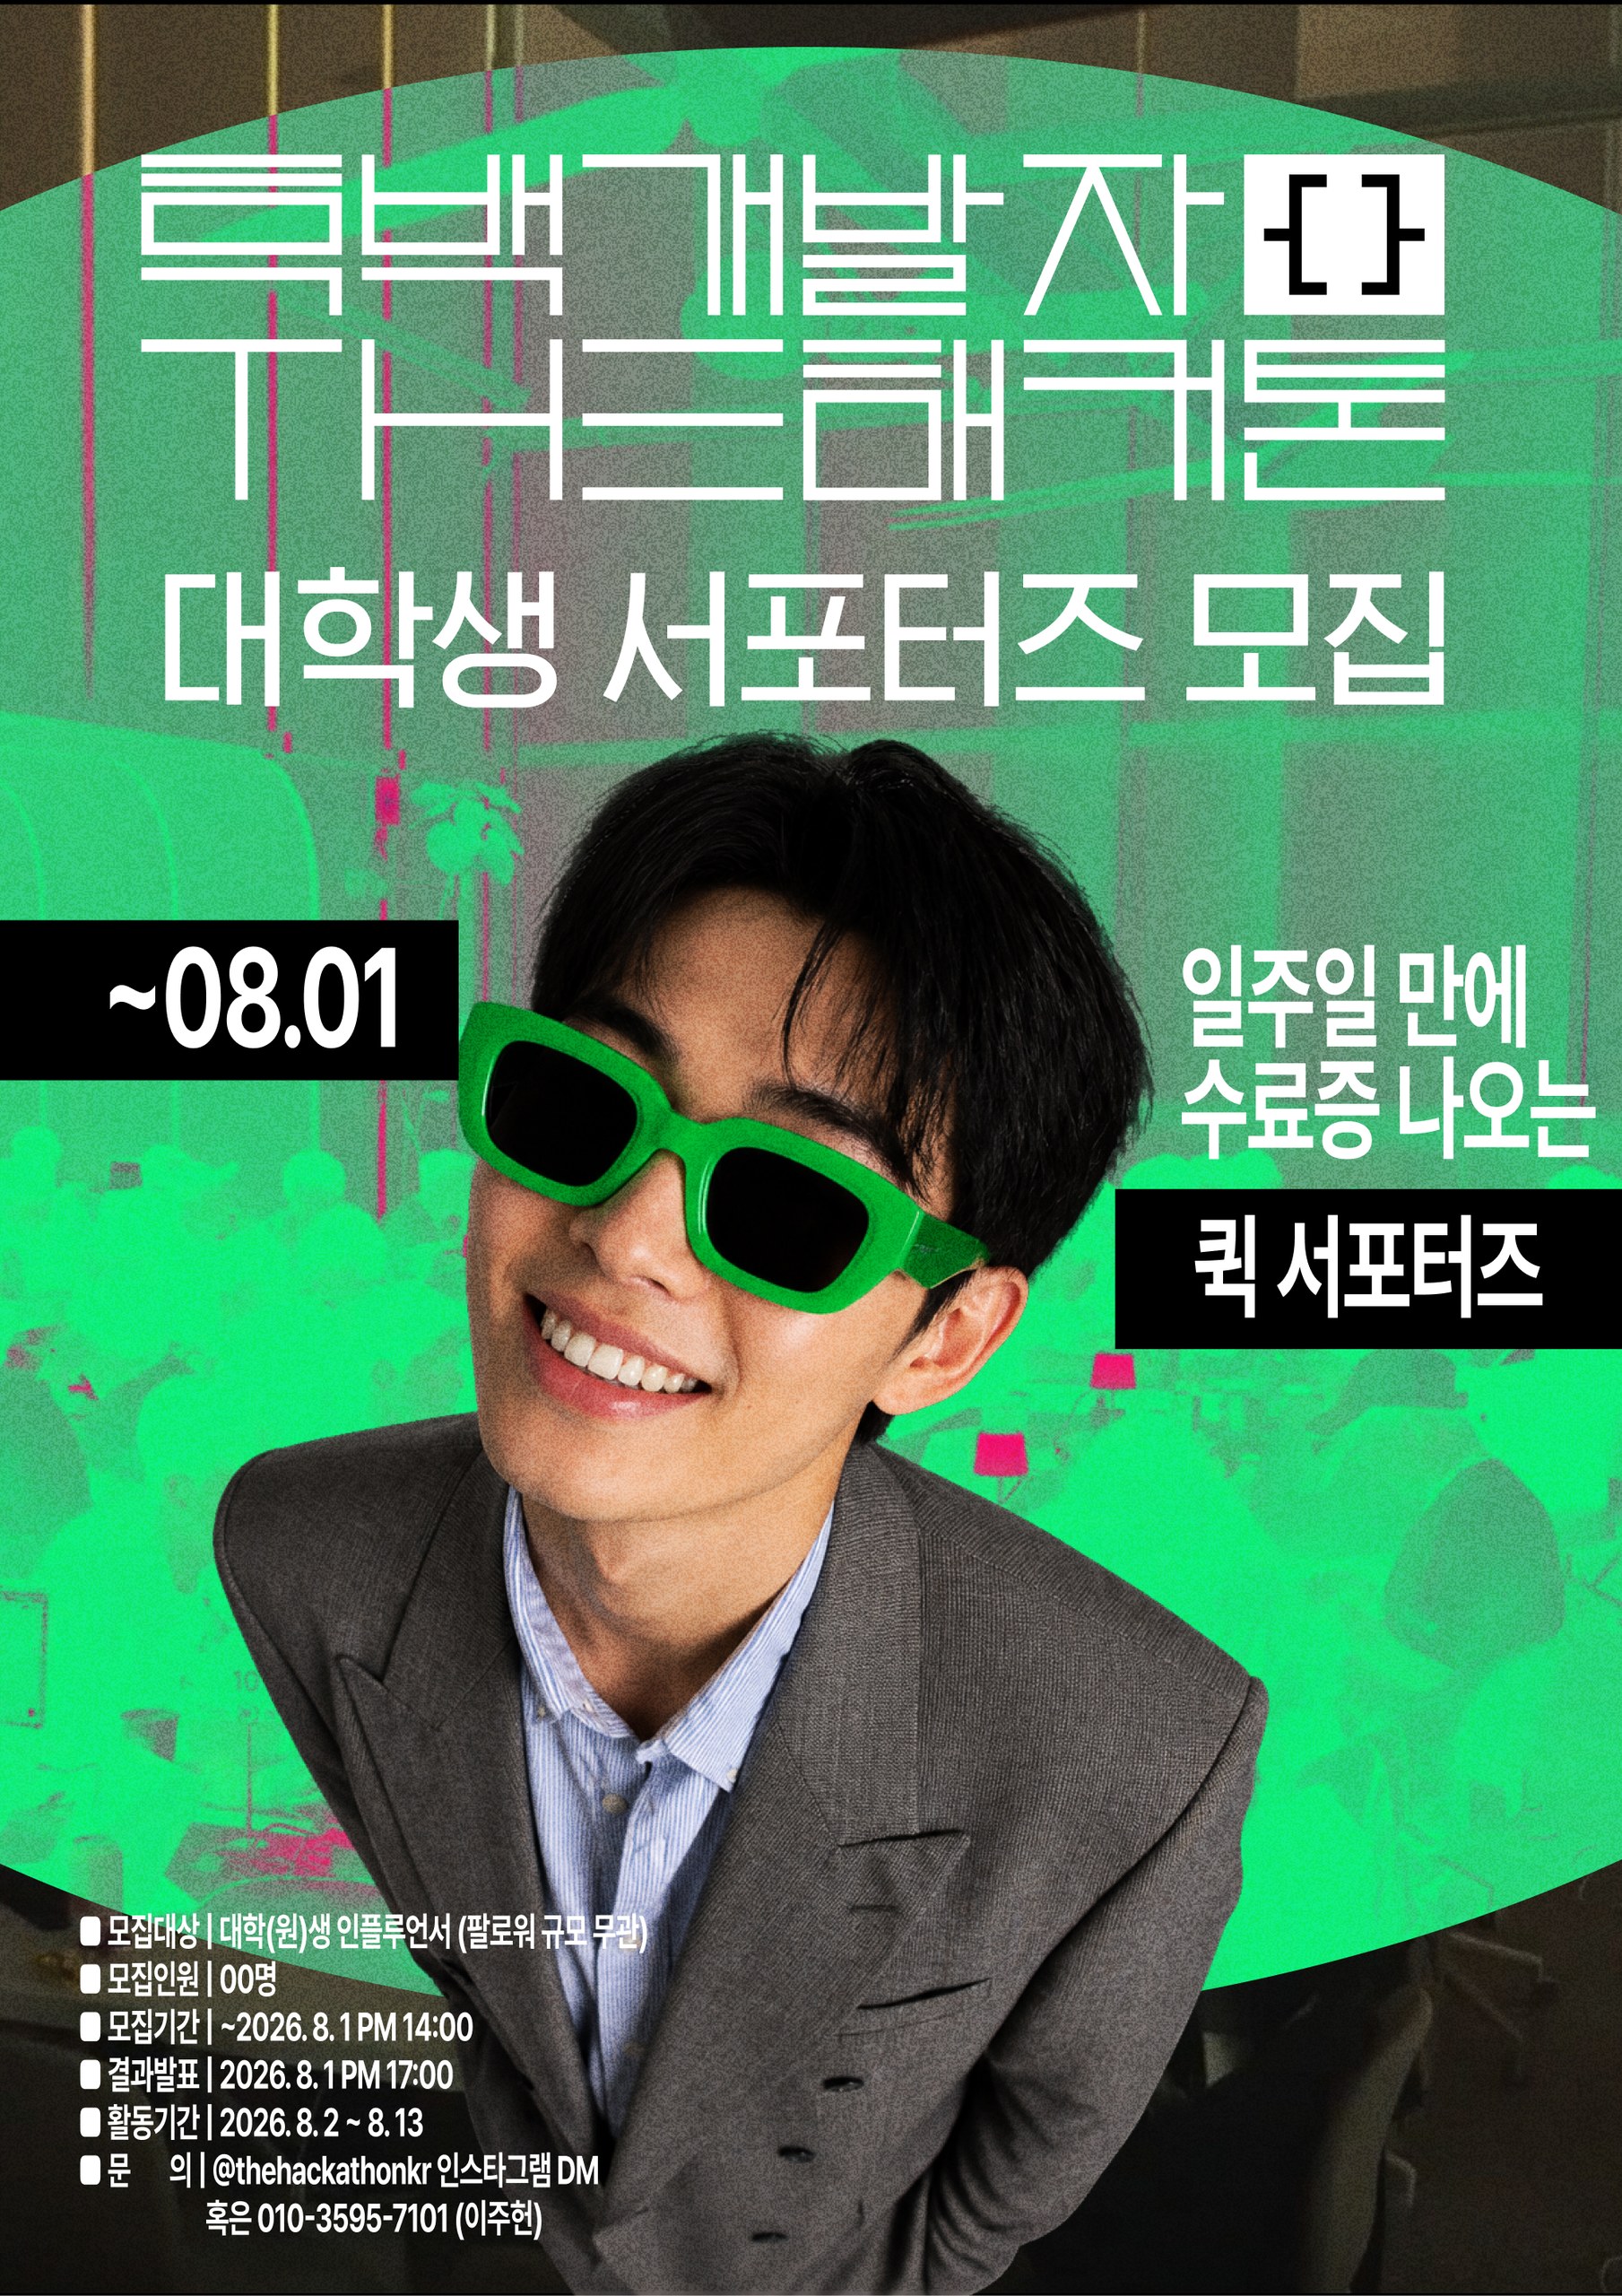 특백개발자{}
TH=해커톤
대학생 서포터즈 모집
~08.01
일주일 만에
수료증 나오는
퀵 서포터즈
모집대상 | 대학(원)생 인플루언서 (팔로워 규모 무관)
모집인원 | 00명
모집기간 | ~2026. 8. 1 PM 14:00
결과발표 | 2026. 8. 1 PM 17:00
활동기간 | 2026. 8. 2 ~ 8. 13
문 의 | @thehackathonkr 인스타그램 DM
혹은 010-3595-7101 (이주헌)